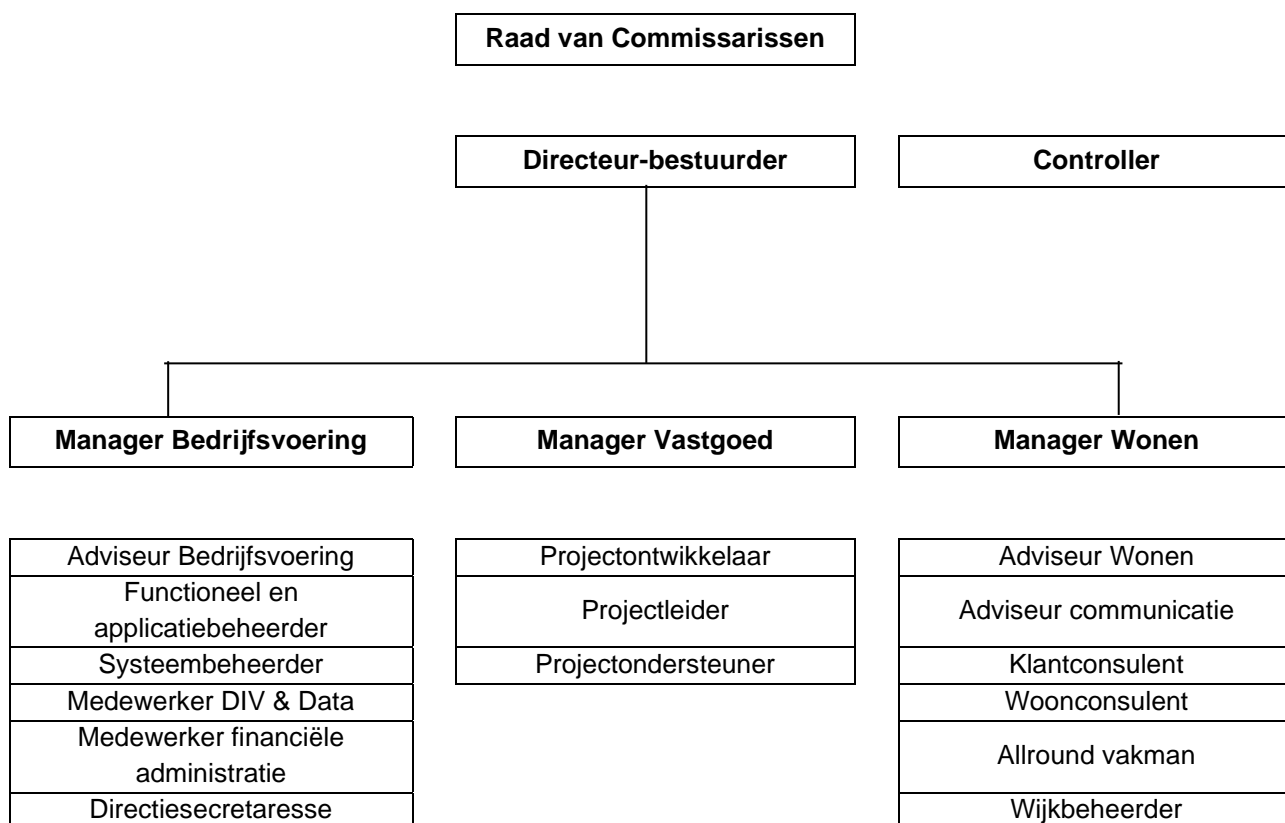 Raad van Commissarissen
Directeur-bestuurder
Controller
Manager Bedrijfsvoering
Manager Vastgoed
Manager Wonen
Adviseur Bedrijfsvoering
Functioneel en
applicatiebeheerder
Systeembeheerder
Medewerker DIV & Data
Medewerker financiële
administratie
Directiesecretaresse
Projectontwikkelaar
Projectleider
Projectondersteuner
Adviseur Wonen
Adviseur communicatie
Klantconsulent
Woonconsulent
Allround vakman
Wijkbeheerder